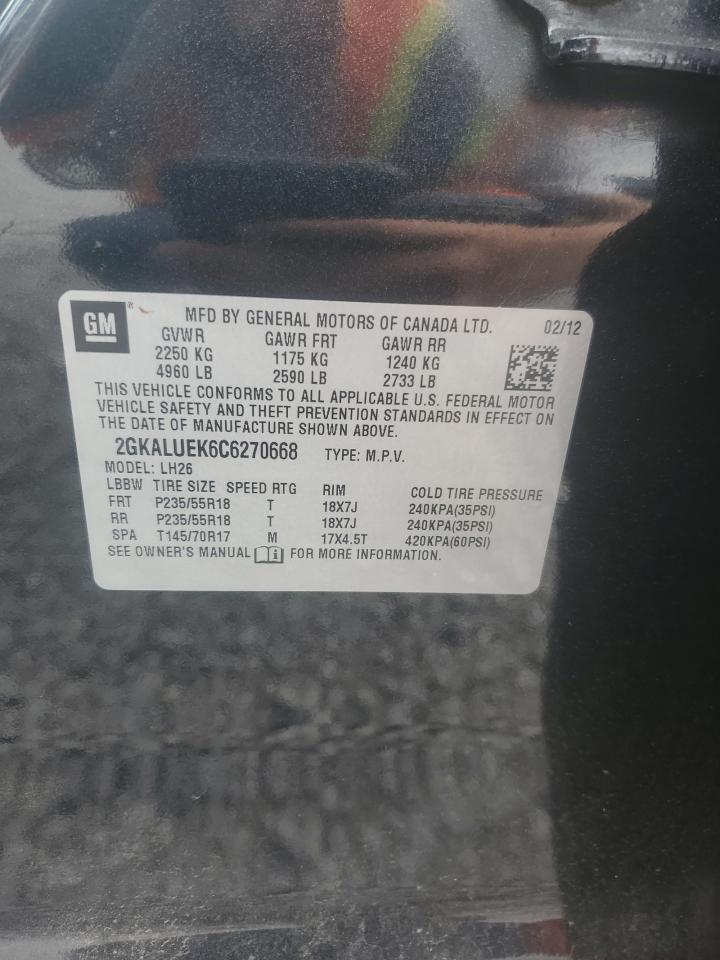 GM ® MFD BY GENERAL MOTORS OF CANADA LTD. 02/12
GVWR GAWR FRT GAWR RR
2250 KG 1175 KG 1240 KG
4960 LB 2590 LB 2733 LB
THIS VEHICLE CONFORMS TO ALL APPLICABLE U.S. FEDERAL MOTOR
VEHICLE SAFETY AND THEFT PREVENTION STANDARDS IN EFFECT ON
THE DATE OF MANUFACTURE SHOWN ABOVE.
2GKALUEK6C6270668 TYPE: M.P.V.
MODEL: LH26
LBBW TIRE SIZE SPEED RTG RIM COLD TIRE PRESSURE
FRT P235/55R18 T 18X7J 240KPA(35PSI)
RR P235/55R18 T 18X7J 240KPA(35PSI)
SPA T145/70R17 M 17X4.5T 420KPA(60PSI)
SEE OWNER'S MANUAL FOR MORE INFORMATION.